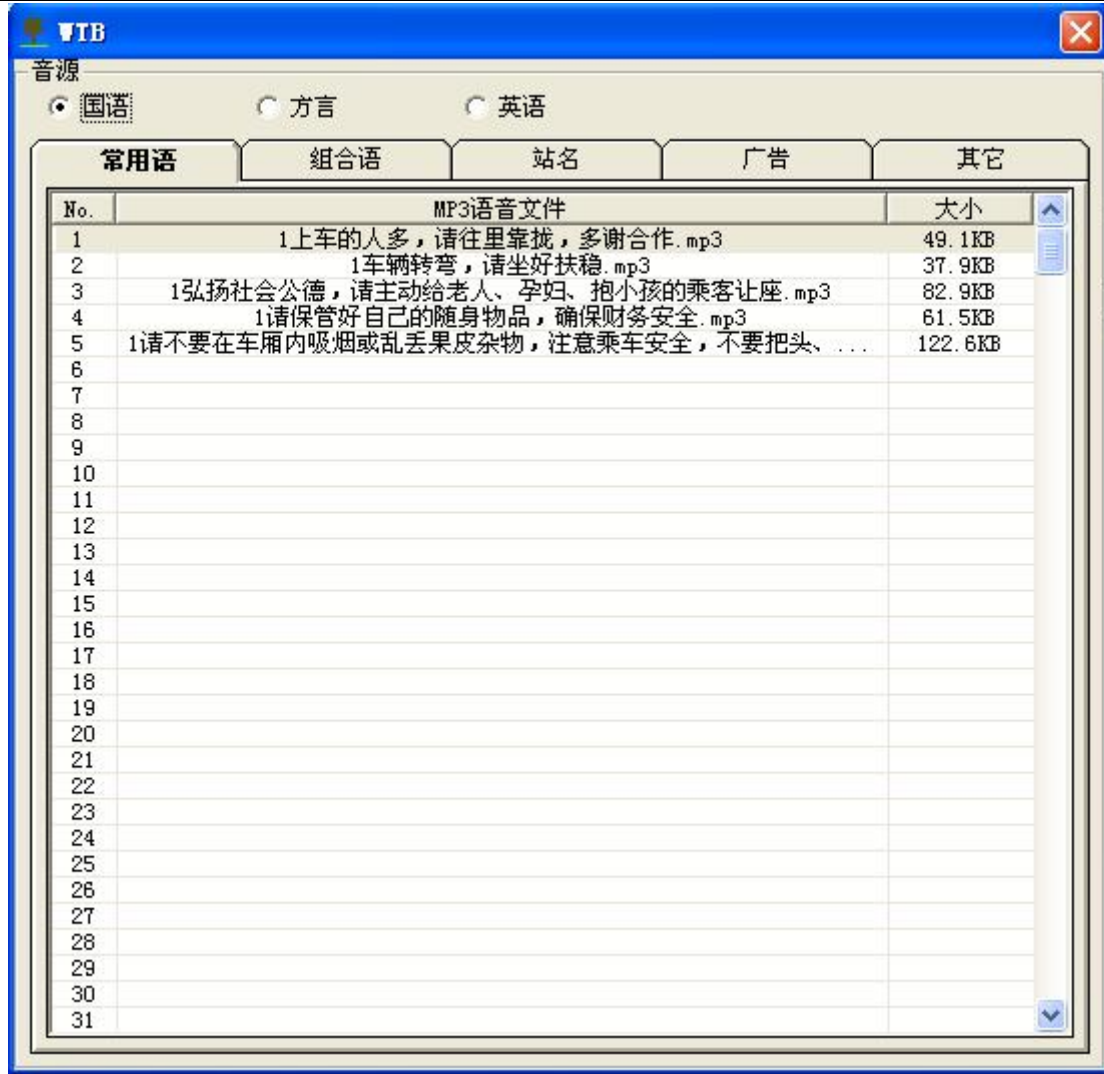 WTB
音源
国语 方言 英语
常用语 组合语 站名 广告 其它
No. MP3语音文件 大小
1 1上车的人多，请往里靠拢，多谢合作.mp3 49.1KB
2 1车辆转弯，请坐好扶稳.mp3 37.9KB
3 1弘扬社会公德，请主动给老人、孕妇、抱小孩的乘客让座.mp3 82.9KB
4 1请保管好自己的随身物品，确保财务安全.mp3 61.5KB
5 1请不要在车厢内吸烟或乱丢果皮杂物，注意乘车安全，不要把头、... 122.6KB
6
7
8
9
10
11
12
13
14
15
16
17
18
19
20
21
22
23
24
25
26
27
28
29
30
31